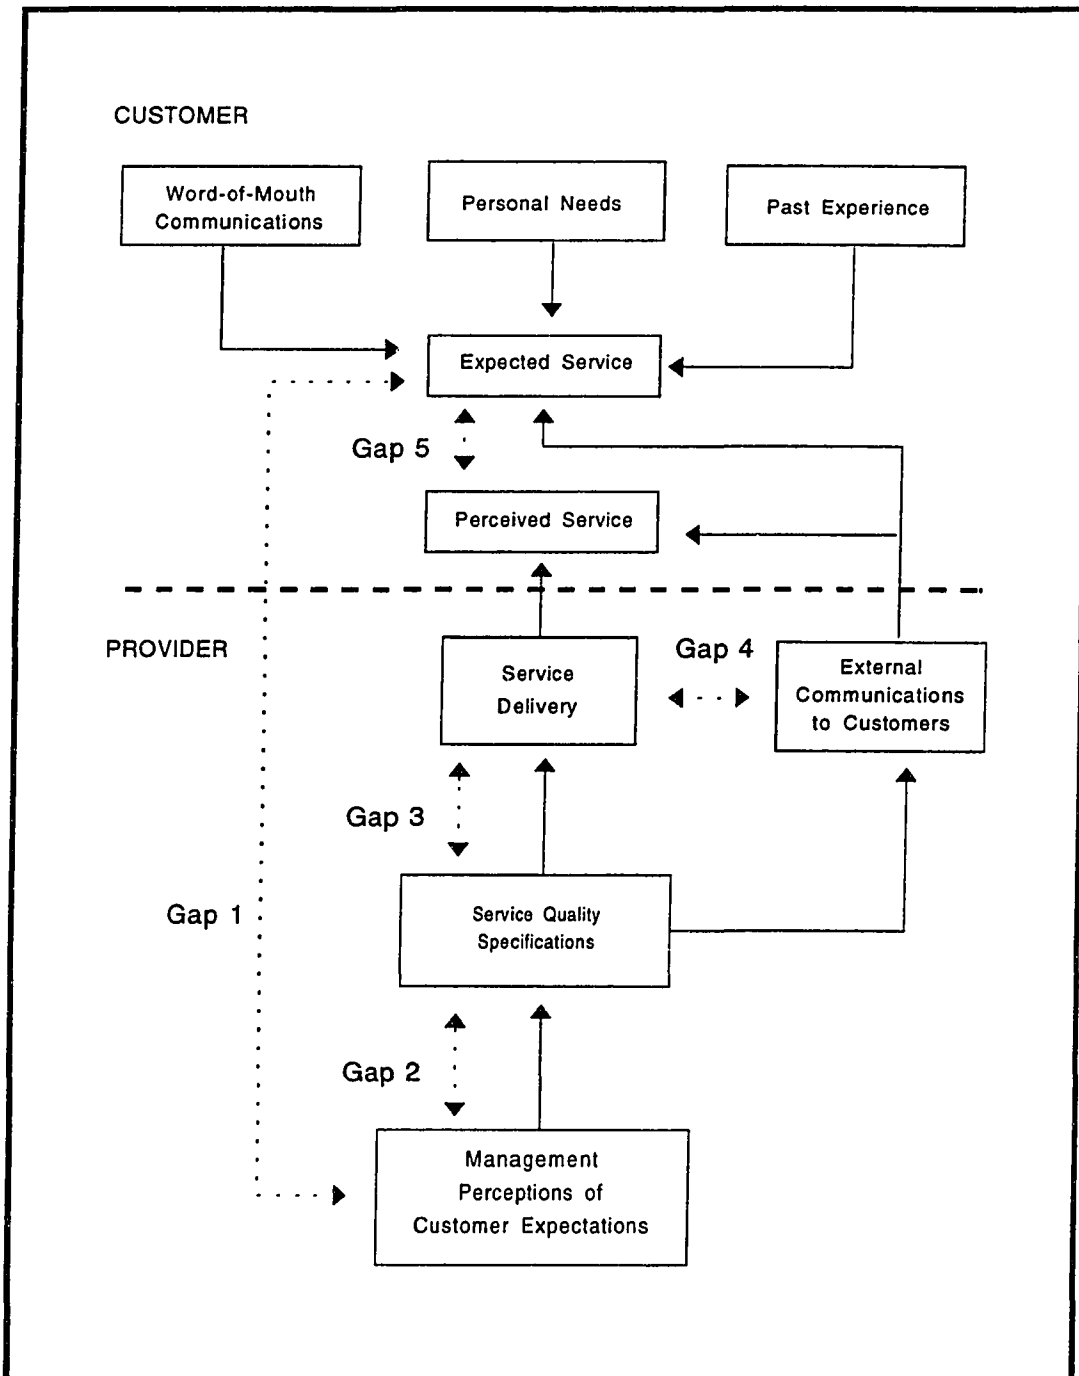 CUSTOMER
Word-of-Mouth
Communications
Personal Needs
Past Experience
Expected Service
Gap 5
Perceived Service
PROVIDER
Service
Delivery
Gap 4
External
Communications
to Customers
Gap 3
Gap 1
Service Quality
Specifications
Gap 2
Management
Perceptions of
Customer Expectations